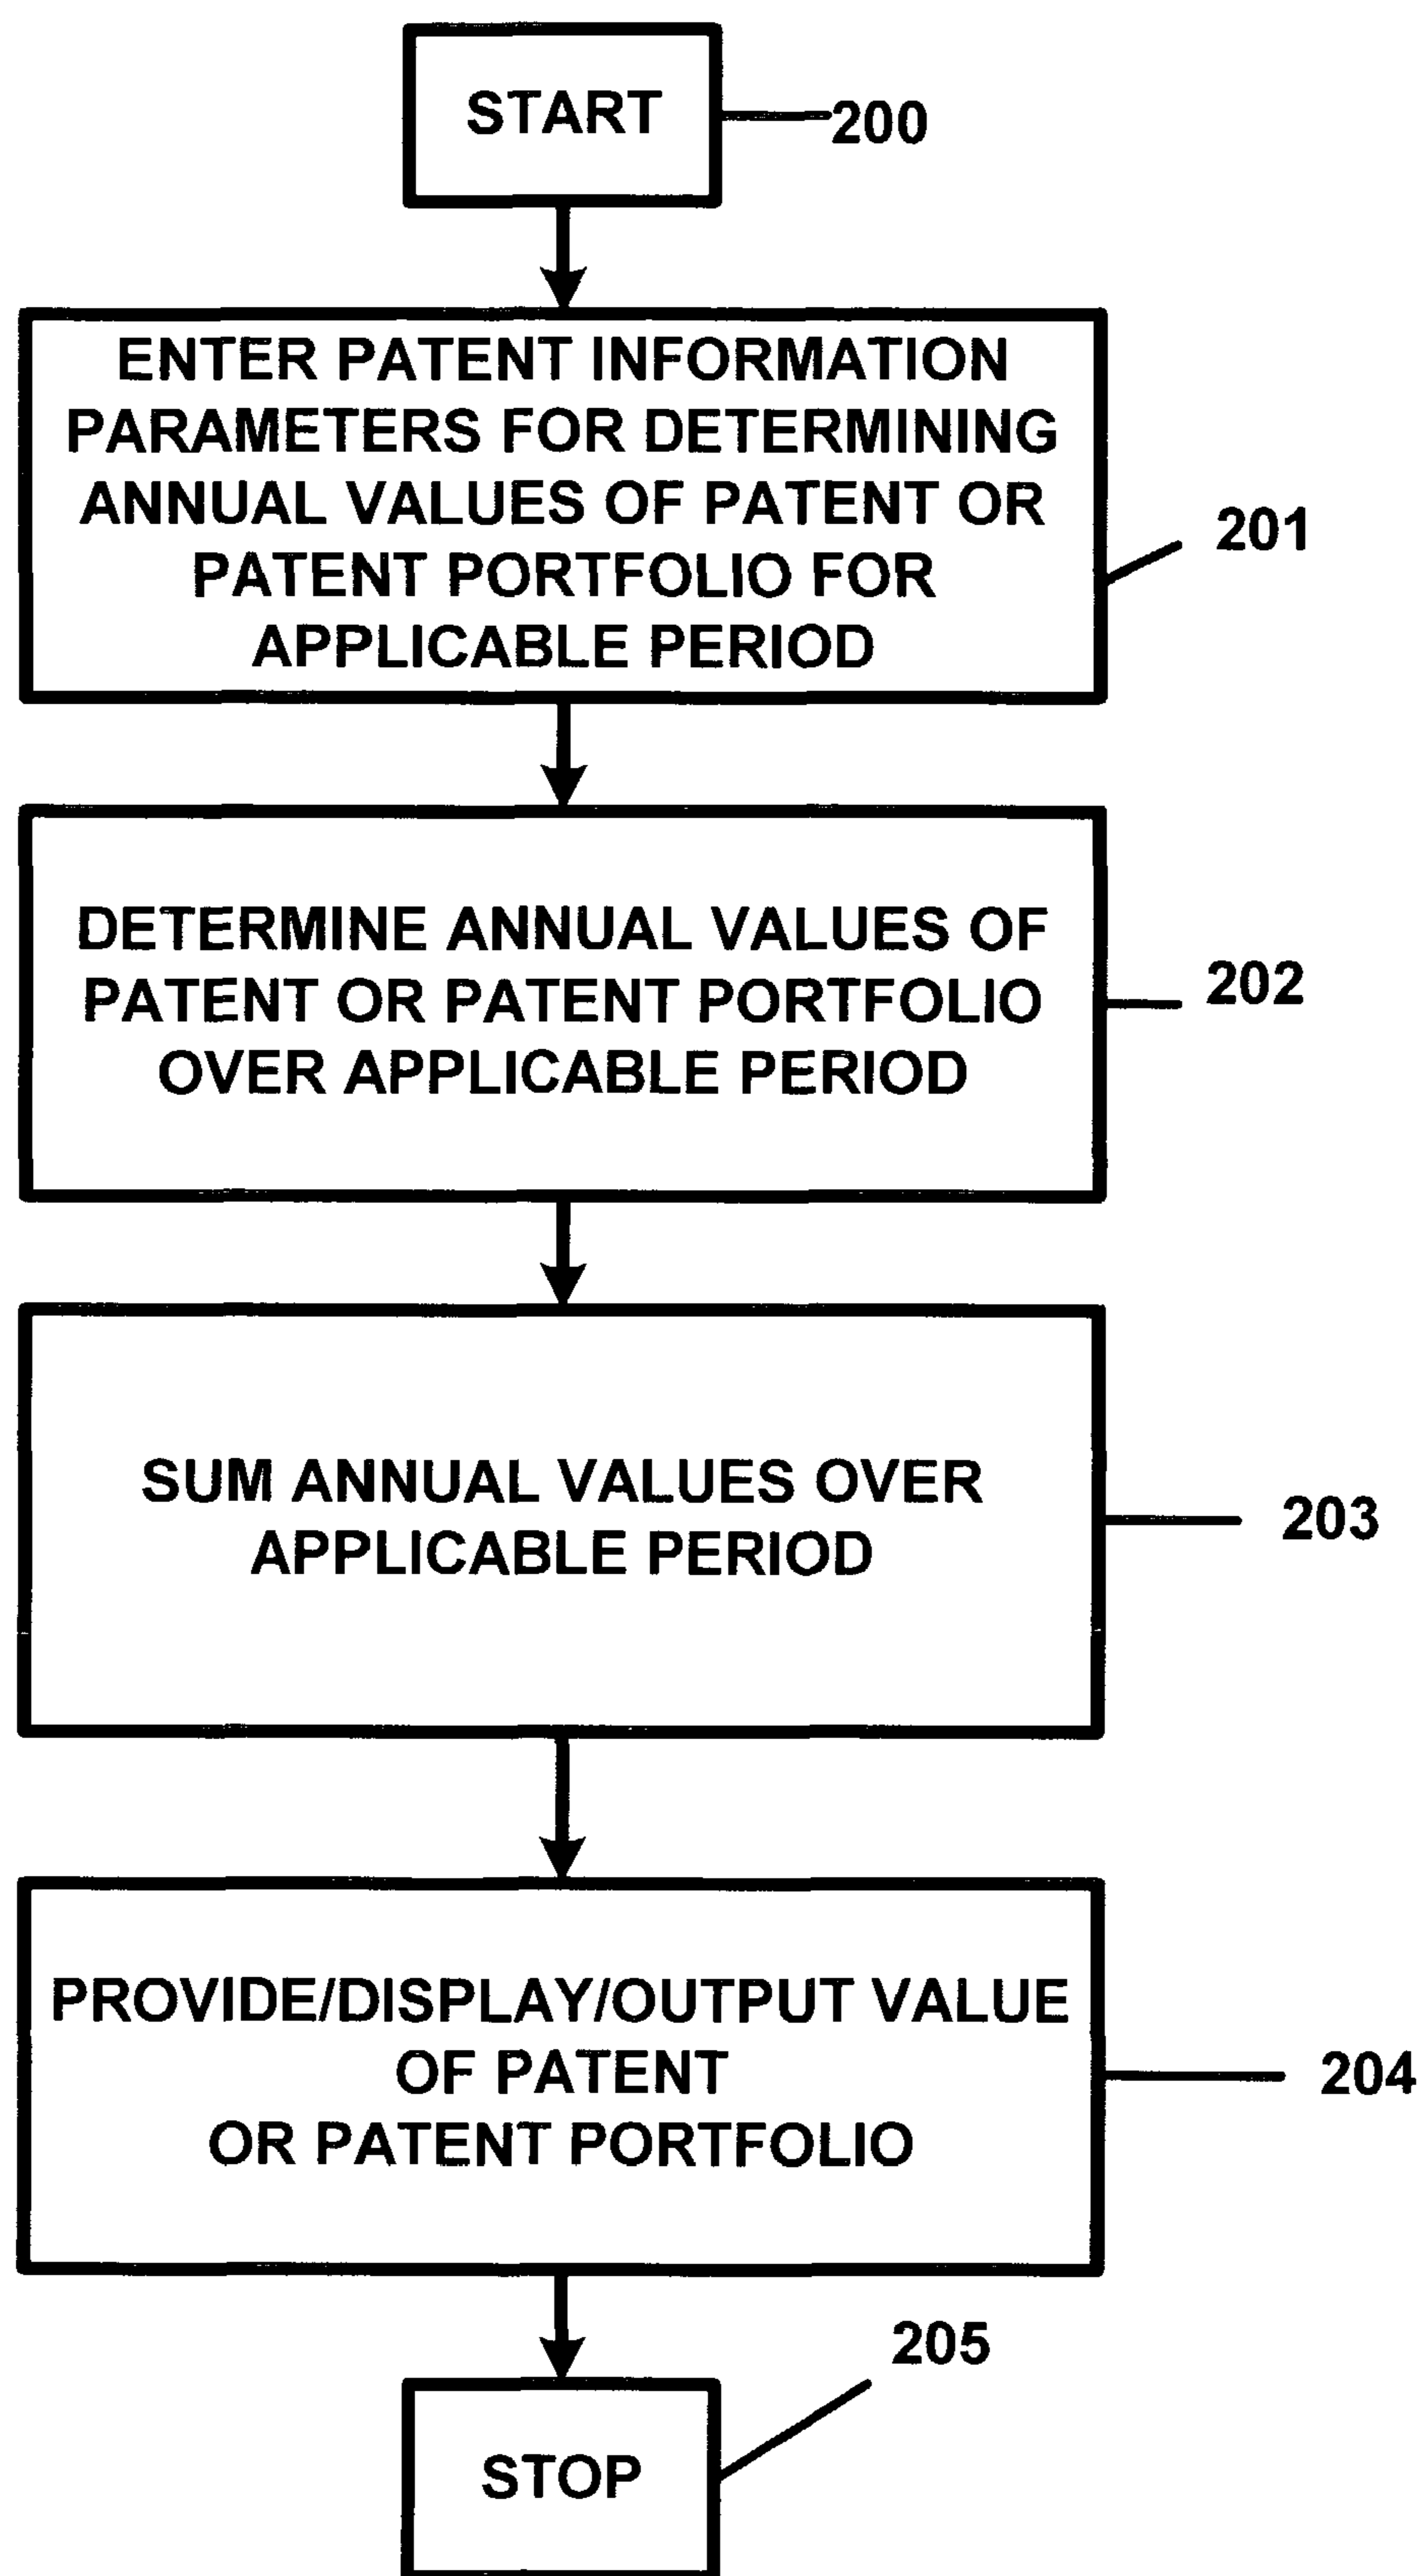 START
200
ENTER PATENT INFORMATION
PARAMETERS FOR DETERMINING
ANNUAL VALUES OF PATENT OR
PATENT PORTFOLIO FOR
APPLICABLE PERIOD
201
DETERMINE ANNUAL VALUES OF
PATENT OR PATENT PORTFOLIO
OVER APPLICABLE PERIOD
202
SUM ANNUAL VALUES OVER
APPLICABLE PERIOD
203
PROVIDE/DISPLAY/OUTPUT VALUE
OF PATENT
OR PATENT PORTFOLIO
204
205
STOP